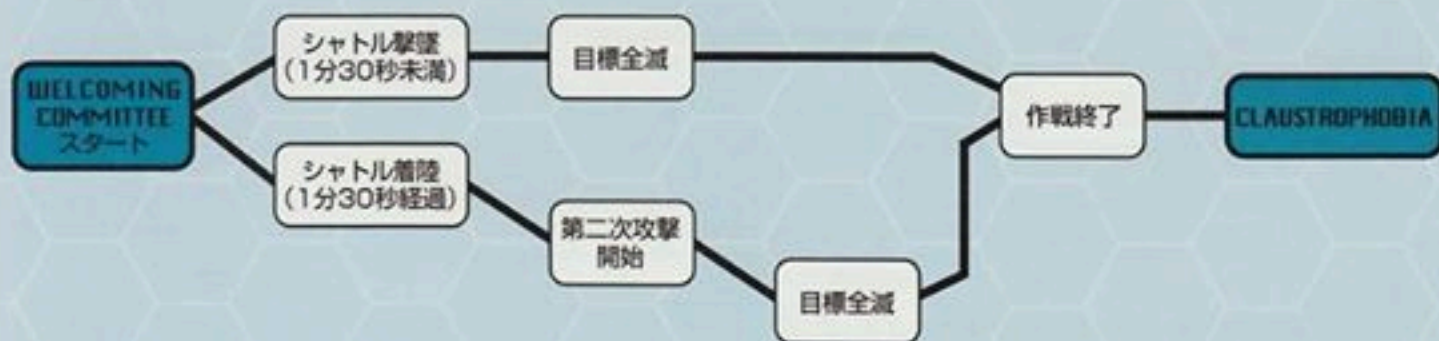 WELCOMING
COMMITTEE
スタート
シャトル撃墜
(1分30秒未満)
目標全滅
シャトル着陸
(1分30秒経過)
第二次攻撃
開始
目標全滅
作戦終了
CLAUSTROPHOBIA